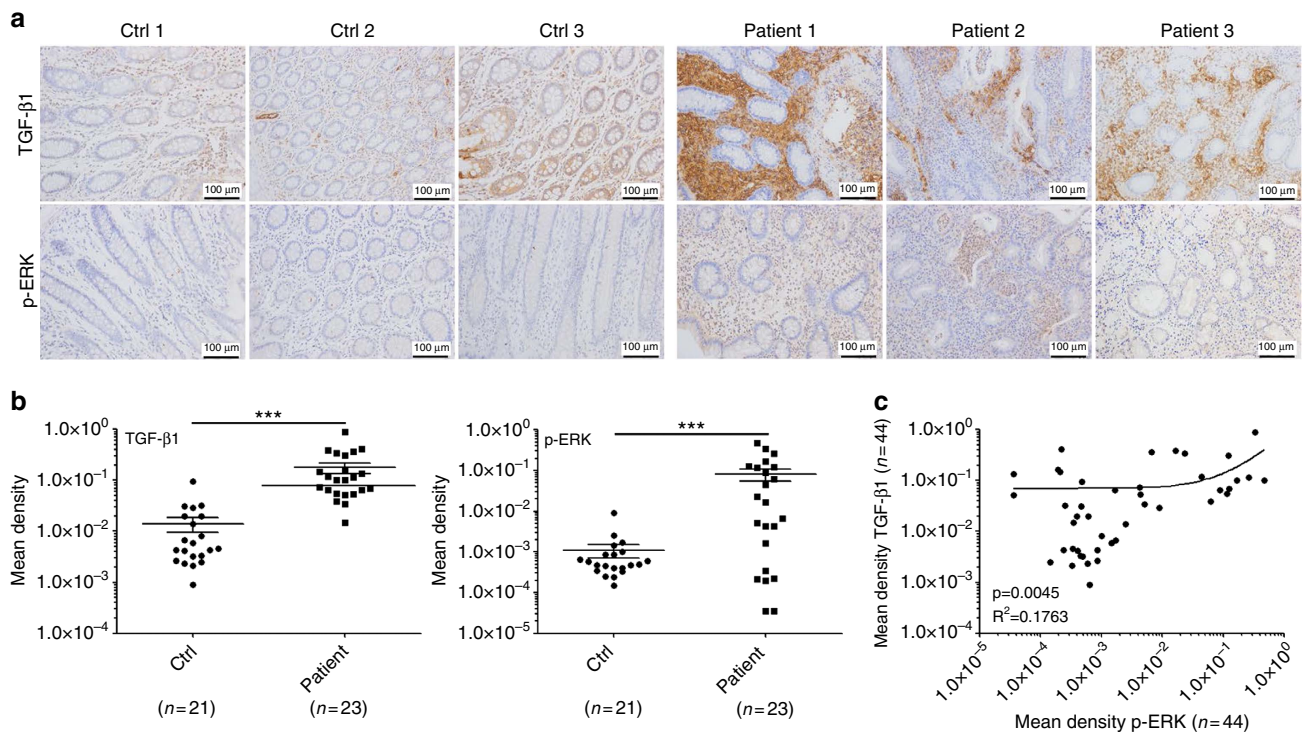 a
Ctrl 1 Ctrl 2 Ctrl 3 Patient 1 Patient 2 Patient 3
TGF-β1
100 μm 100 μm 100 μm 100 μm 100 μm 100 μm
p-ERK
100 μm 100 μm 100 μm 100 μm 100 μm 100 μm
b
Mean density
1.0×10⁰
1.0×10⁻¹
1.0×10⁻²
1.0×10⁻³
1.0×10⁻⁴
TGF-β1
***
Ctrl Patient
(n=21) (n=23)
Mean density
1.0×10⁰
1.0×10⁻¹
1.0×10⁻²
1.0×10⁻³
1.0×10⁻⁴
1.0×10⁻⁵
p-ERK
***
Ctrl Patient
(n=21) (n=23)
c
Mean density TGF-β1 (n=44)
1.0×10⁰
1.0×10⁻¹
1.0×10⁻²
1.0×10⁻³
1.0×10⁻⁴
p=0.0045
R²=0.1763
1.0×10⁻⁵ 1.0×10⁻⁴ 1.0×10⁻³ 1.0×10⁻² 1.0×10⁻¹ 1.0×10⁰
Mean density p-ERK (n=44)